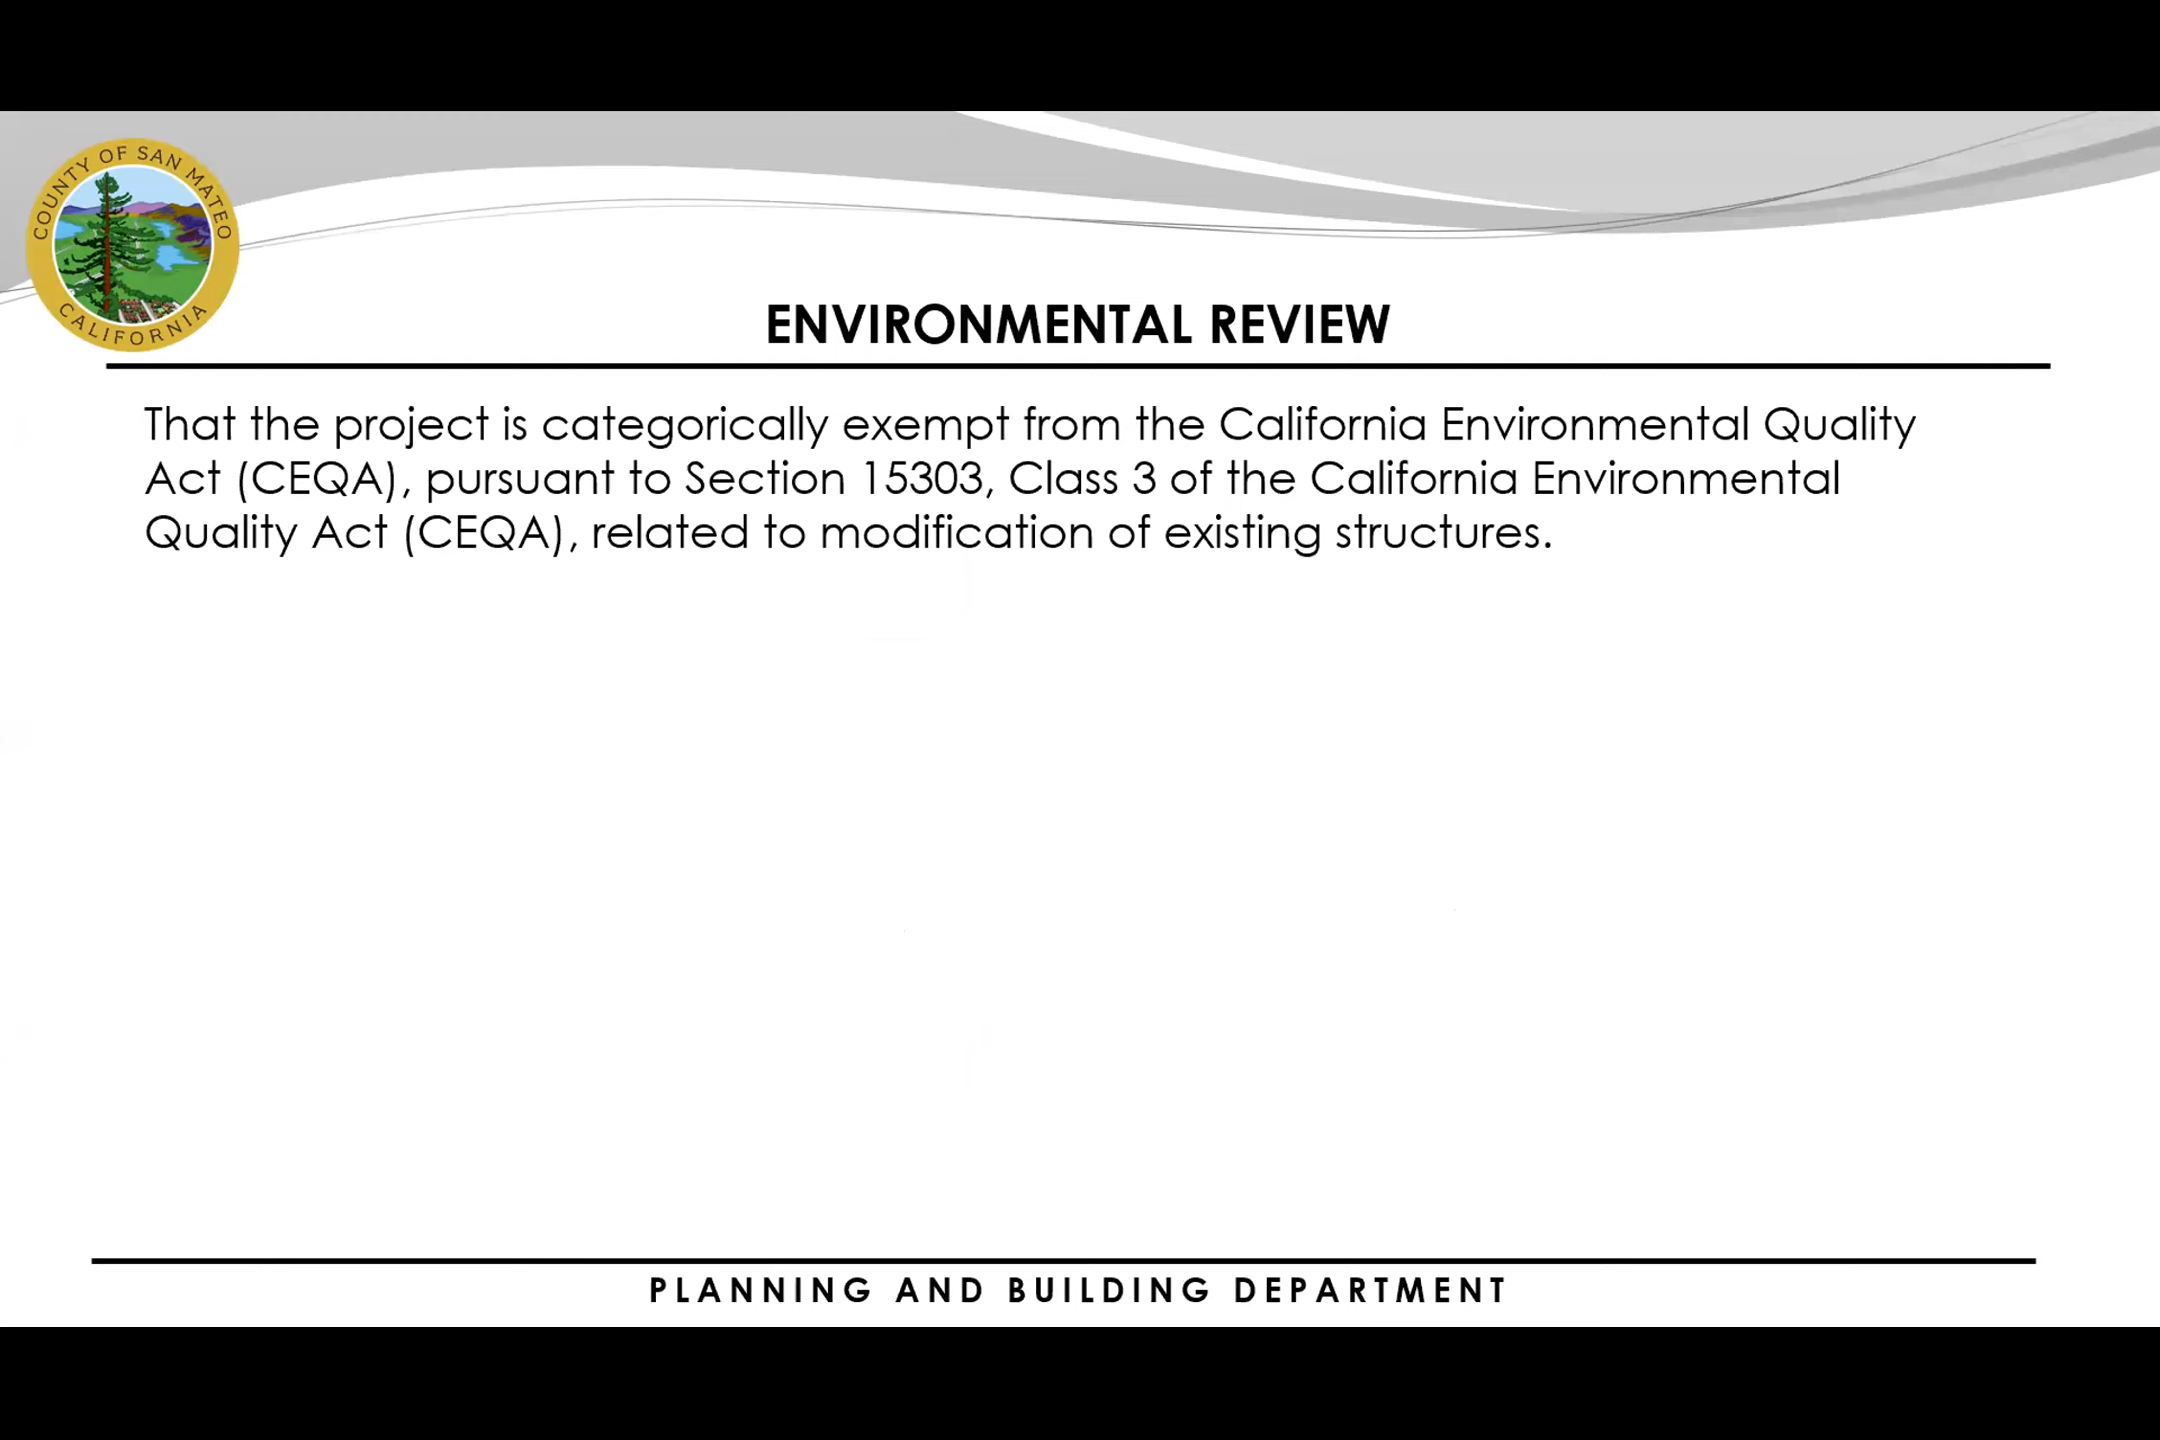 COUNTY OF SAN MATEO
CALIFORNIA
ENVIRONMENTAL REVIEW
That the project is categorically exempt from the California Environmental Quality
Act (CEQA), pursuant to Section 15303, Class 3 of the California Environmental
Quality Act (CEQA), related to modification of existing structures.
PLANNING AND BUILDING DEPARTMENT